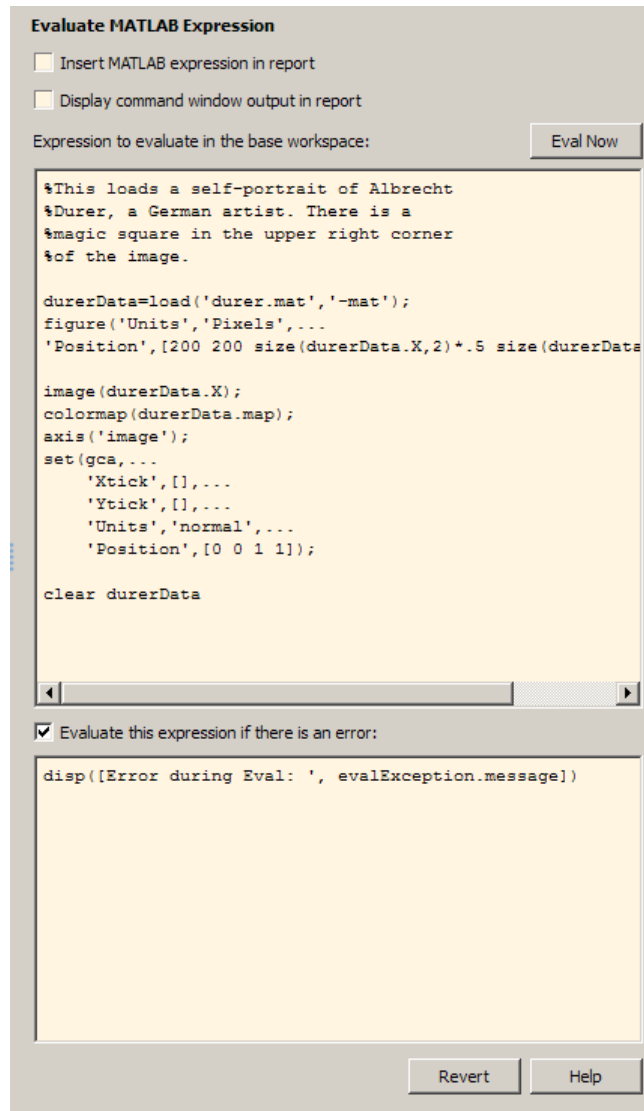 Evaluate MATLAB Expression
Insert MATLAB expression in report
Display command window output in report
Expression to evaluate in the base workspace:
Eval Now
%This loads a self-portrait of Albrecht
%Durer, a German artist. There is a
%magic square in the upper right corner
%of the image.
durerData=load('durer.mat','-mat');
figure('Units','Pixels',...
'Position',[200 200 size(durerData.X,2)*.5 size(durerData
image(durerData.X);
colormap(durerData.map);
axis('image');
set(gca,...
    'Xtick',[],...
    'Ytick',[],...
    'Units','normal',...
    'Position',[0 0 1 1]);
clear durerData
Evaluate this expression if there is an error:
disp([Error during Eval: ', evalException.message])
Revert
Help